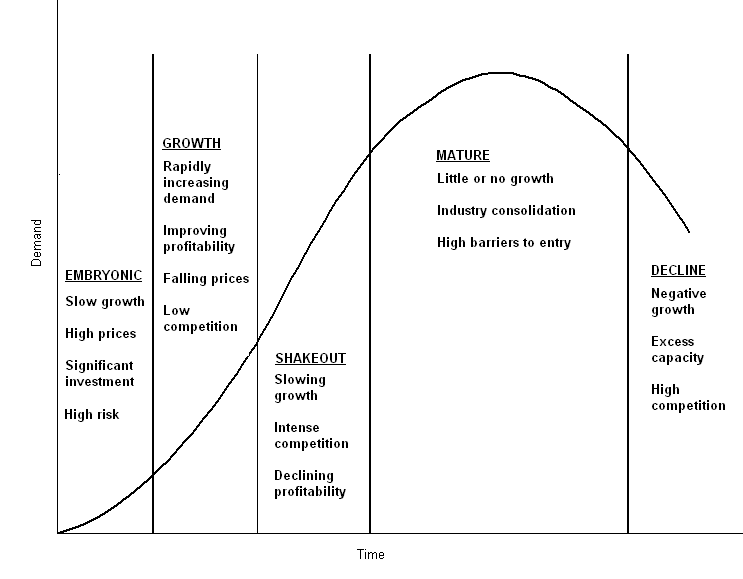 EMBRYONIC
Slow growth
High prices
Significant
investment
High risk
GROWTH
Rapidly
increasing
demand
Improving
profitability
Falling prices
Low
competition
SHAKEOUT
Slowing
growth
Intense
competition
Declining
profitability
MATURE
Little or no growth
Industry consolidation
High barriers to entry
DECLINE
Negative
growth
Excess
capacity
High
competition
Demand
Time